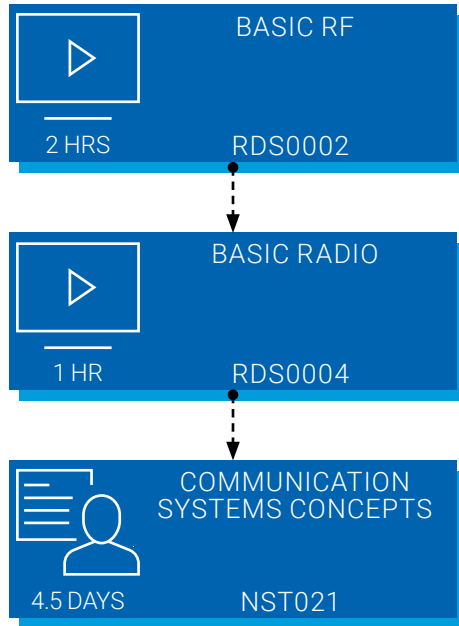 BASIC RF
2 HRS
RDS0002
BASIC RADIO
1 HR
RDS0004
COMMUNICATION
SYSTEMS CONCEPTS
4.5 DAYS
NST021